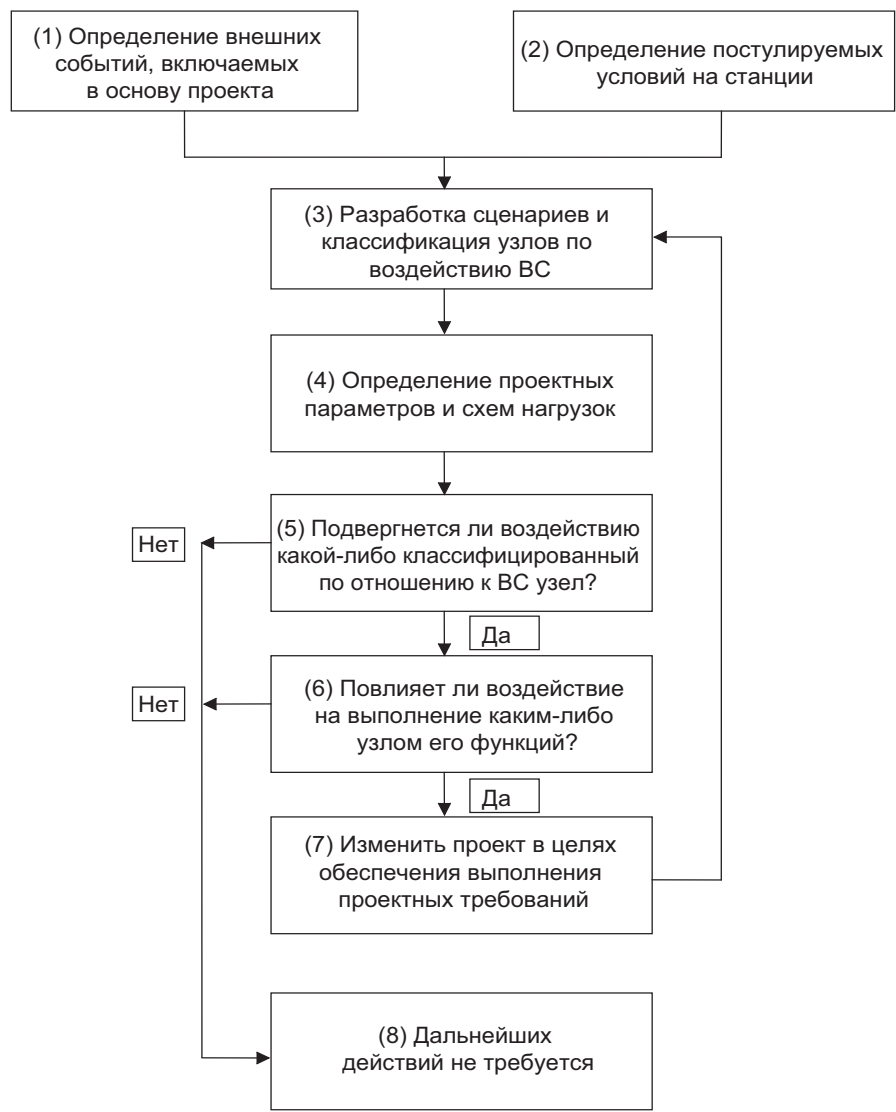 (1) Определение внешних
событий, включаемых
в основу проекта
(2) Определение постулируемых
условий на станции
(3) Разработка сценариев и
классификация узлов по
воздействию ВС
(4) Определение проектных
параметров и схем нагрузок
(5) Подвергнется ли воздействию
какой-либо классифицированный
по отношению к ВС узел?
Нет
Да
(6) Повлияет ли воздействие
на выполнение каким-либо
узлом его функций?
Нет
Да
(7) Изменить проект в целях
обеспечения выполнения
проектных требований
(8) Дальнейших
действий не требуется